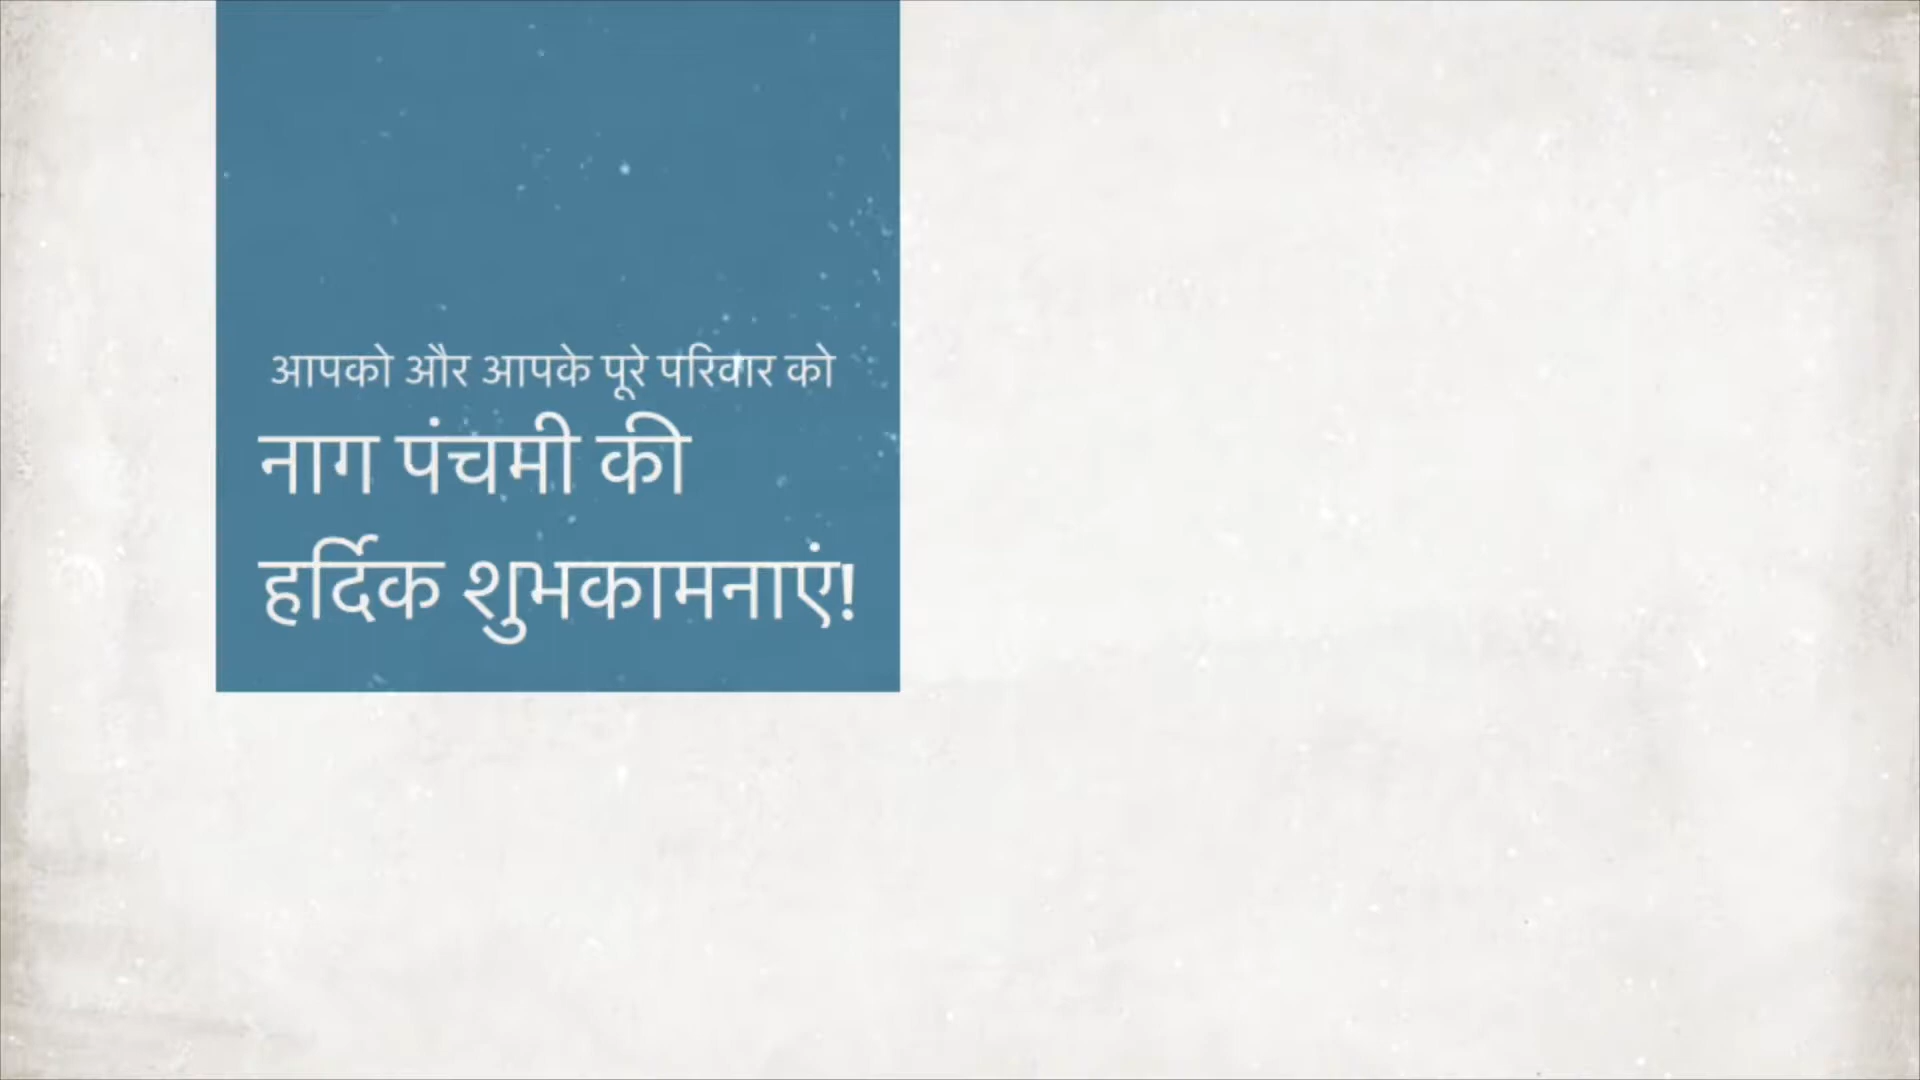 आपको और आपके पूरे परिवार को
नाग पंचमी की
हर्दिक शुभकामनाएं!